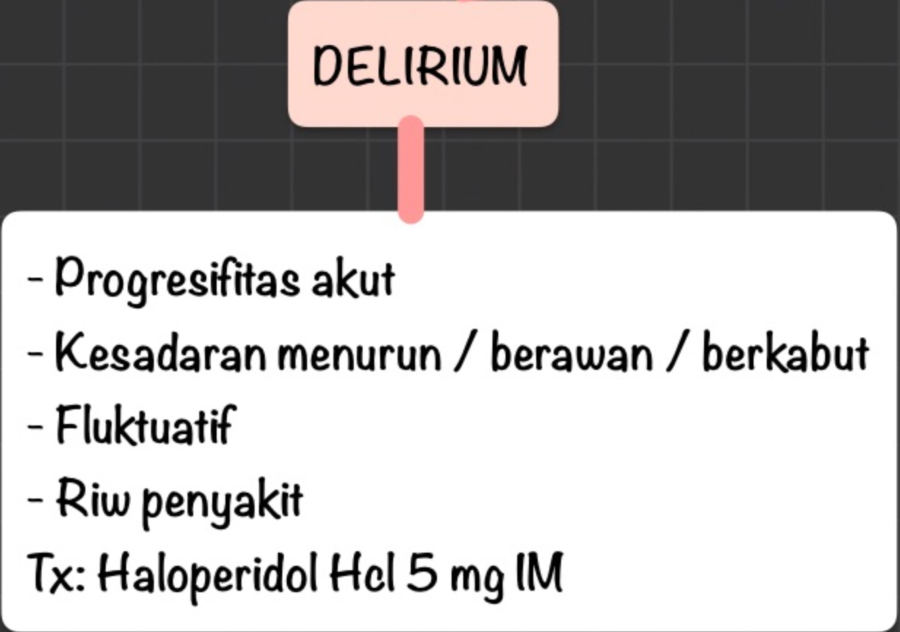 DELIRIUM
- Progresifitas akut
- Kesadaran menurun / berawan / berkabut
- Fluktuatif
- Riw penyakit
Tx: Haloperidol Hcl 5 mg IM